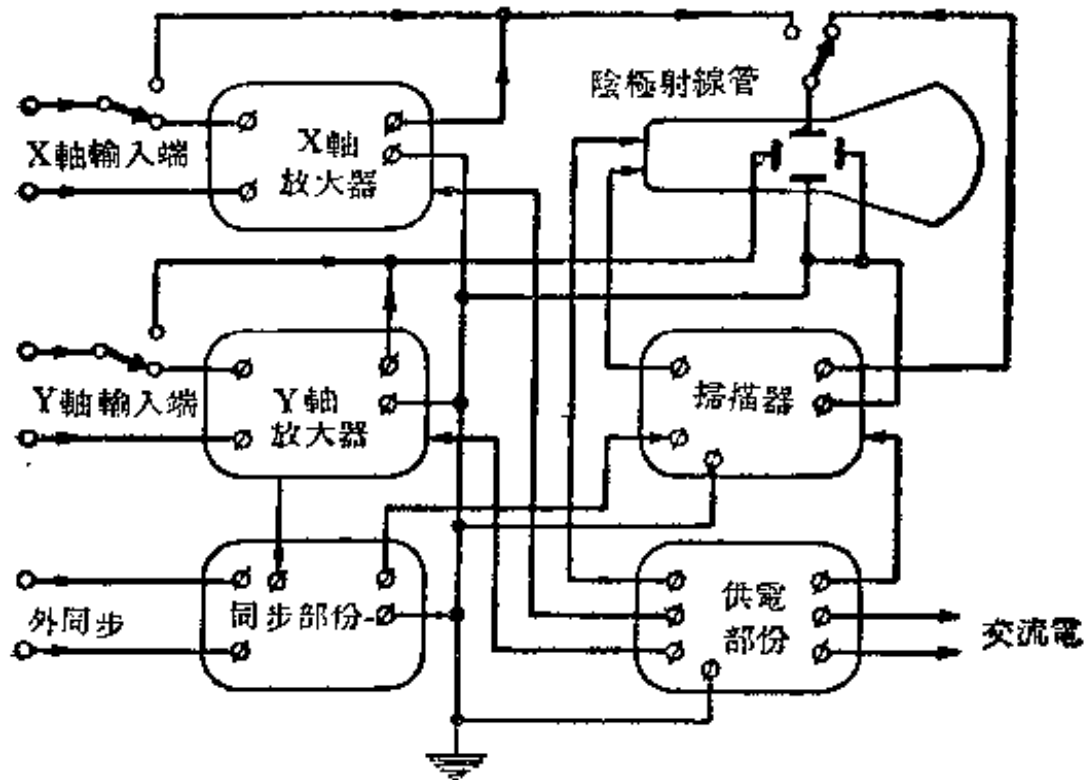 陰極射線管
X軸輸入端
X軸
放大器
Y軸輸入端
Y軸
放大器
掃描器
外同步
同步部份
供電
部份
交流電